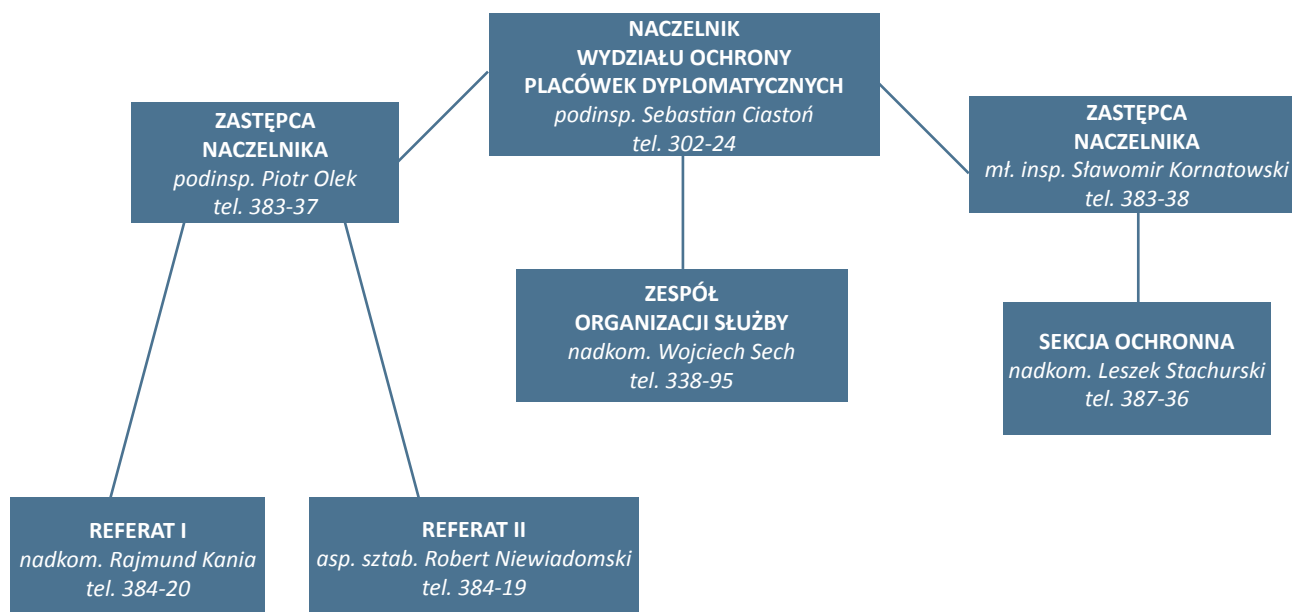 NACZELNIK
WYDZIAŁU OCHRONY
PLACÓWEK DYPLOMATYCZNYCH
podinsp. Sebastian Ciastoń
tel. 302-24
ZASTĘPCA
NACZELNIKA
podinsp. Piotr Olek
tel. 383-37
ZASTĘPCA
NACZELNIKA
mł. insp. Sławomir Kornatowski
tel. 383-38
ZESPÓŁ
ORGANIZACJI SŁUŻBY
nadkom. Wojciech Sech
tel. 338-95
SEKCJA OCHRONNA
nadkom. Leszek Stachurski
tel. 387-36
REFERAT I
nadkom. Rajmund Kania
tel. 384-20
REFERAT II
asp. sztab. Robert Niewiadomski
tel. 384-19